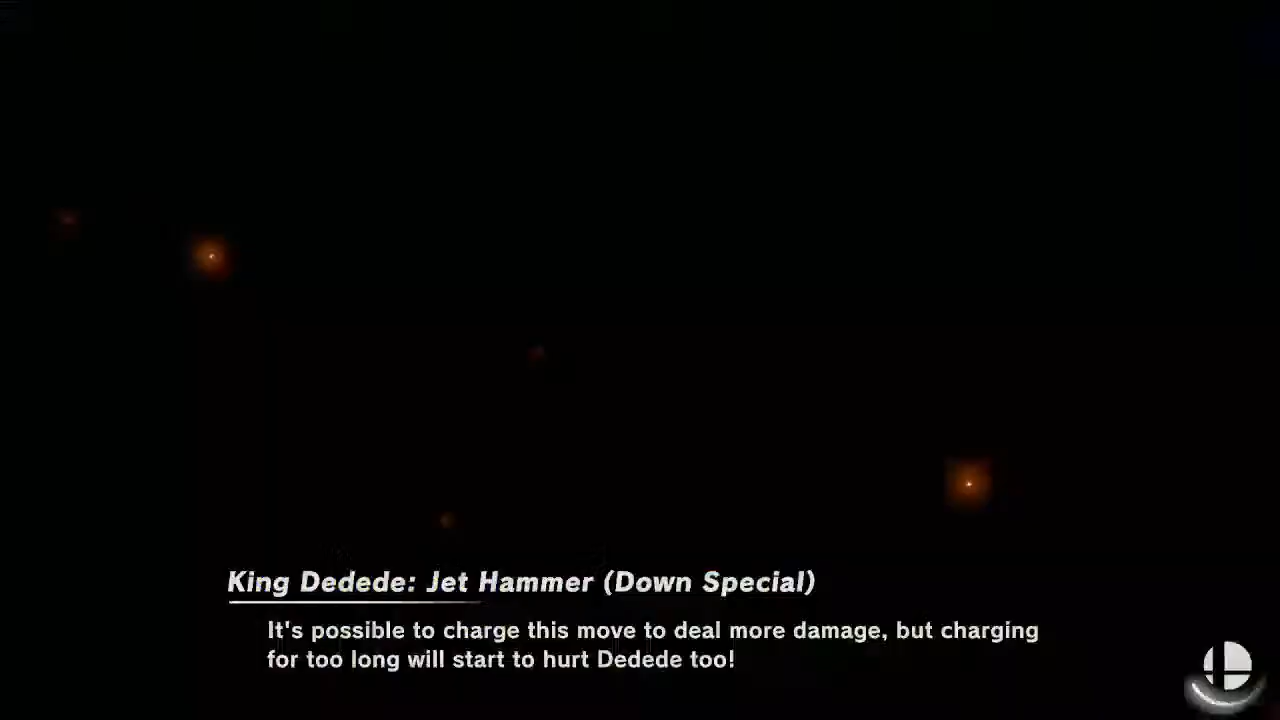 King Dedede: Jet Hammer (Down Special)
It's possible to charge this move to deal more damage, but charging
for too long will start to hurt Dedede too!